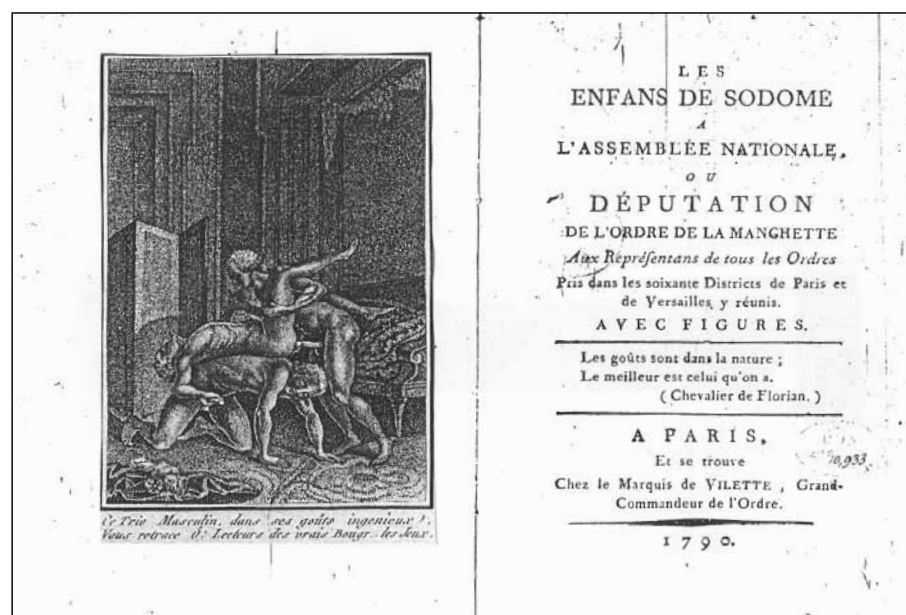 Ce Trio Masculin, dans ses goûts ingenieux,
Vous retrace O! Lecteurs des vrais Bougr.. les Jeux.
LES
ENFANS DE SODOME
A
L'ASSEMBLÉE NATIONALE,
OU
DÉPUTATION
DE L'ORDRE DE LA MANCHETTE
Aux Repréſentans de tous les Ordres
Pris dans les soixante Districts de Paris et
de Versailles y réunis.
AVEC FIGURES.
Les goûts sont dans la nature ;
Le meilleur est celui qu'on a.
( Chevalier de Florian. )
A PARIS,
Et se trouve
Chez le Marquis de VILETTE , Grand-
Commandeur de l'Ordre.
1790.
10,933